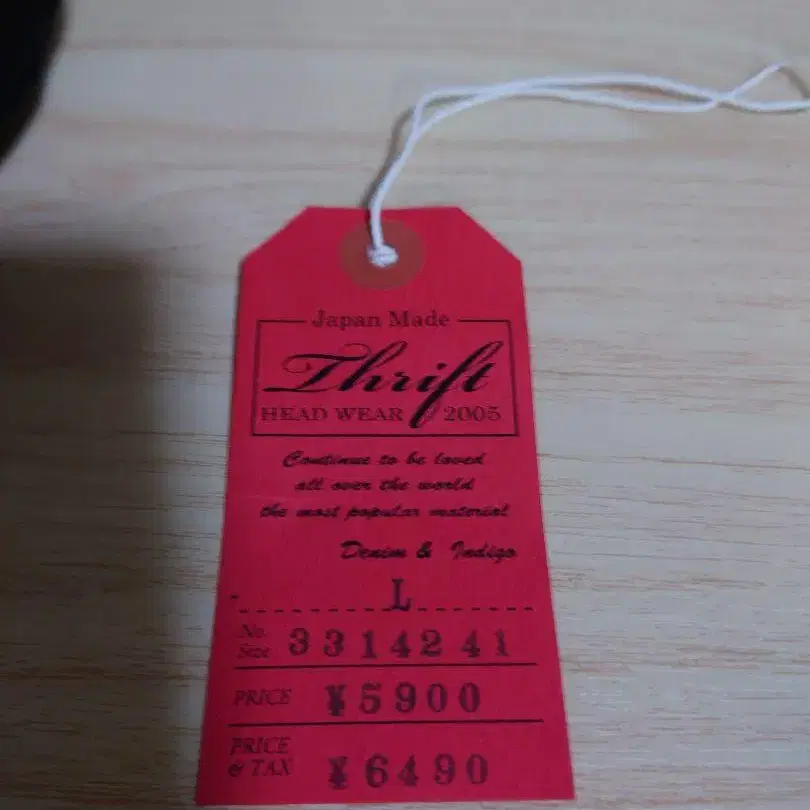 Japan Made
Thrift
HEAD WEAR 2005
Continue to be loved
all over the world
the most popular material
Denim & Indigo
L
No.
Size 3314241
PRICE ¥5900
PRICE
& TAX ¥6490